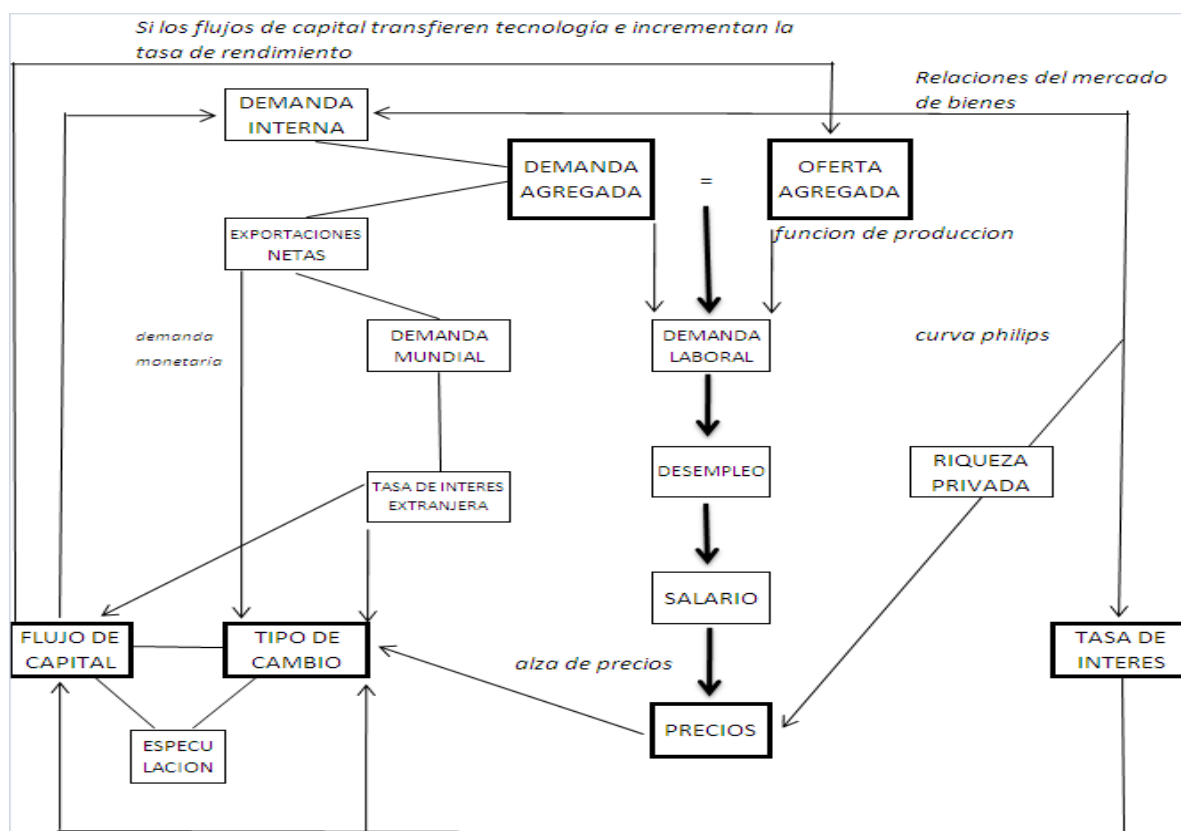 Si los flujos de capital transfieren tecnología e incrementan la
tasa de rendimiento
Relaciones del mercado
de bienes
DEMANDA
INTERNA
DEMANDA
AGREGADA
=
OFERTA
AGREGADA
EXPORTACIONES
NETAS
funcion de produccion
demanda
monetaria
DEMANDA
MUNDIAL
DEMANDA
LABORAL
curva philips
TASA DE INTERES
EXTRANJERA
DESEMPLEO
RIQUEZA
PRIVADA
SALARIO
FLUJO DE
CAPITAL
TIPO DE
CAMBIO
alza de precios
TASA DE
INTERES
PRECIOS
ESPECU
LACION